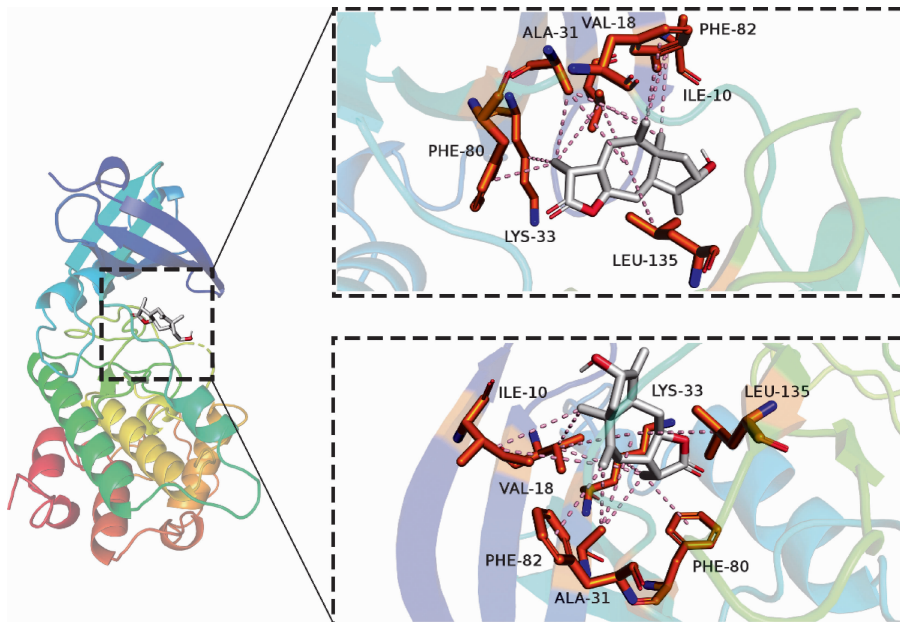 VAL-18
PHE-82
ALA-31
ILE-10
PHE-80
LYS-33
LEU-135
ILE-10
LYS-33
LEU-135
VAL-18
PHE-82
PHE-80
ALA-31